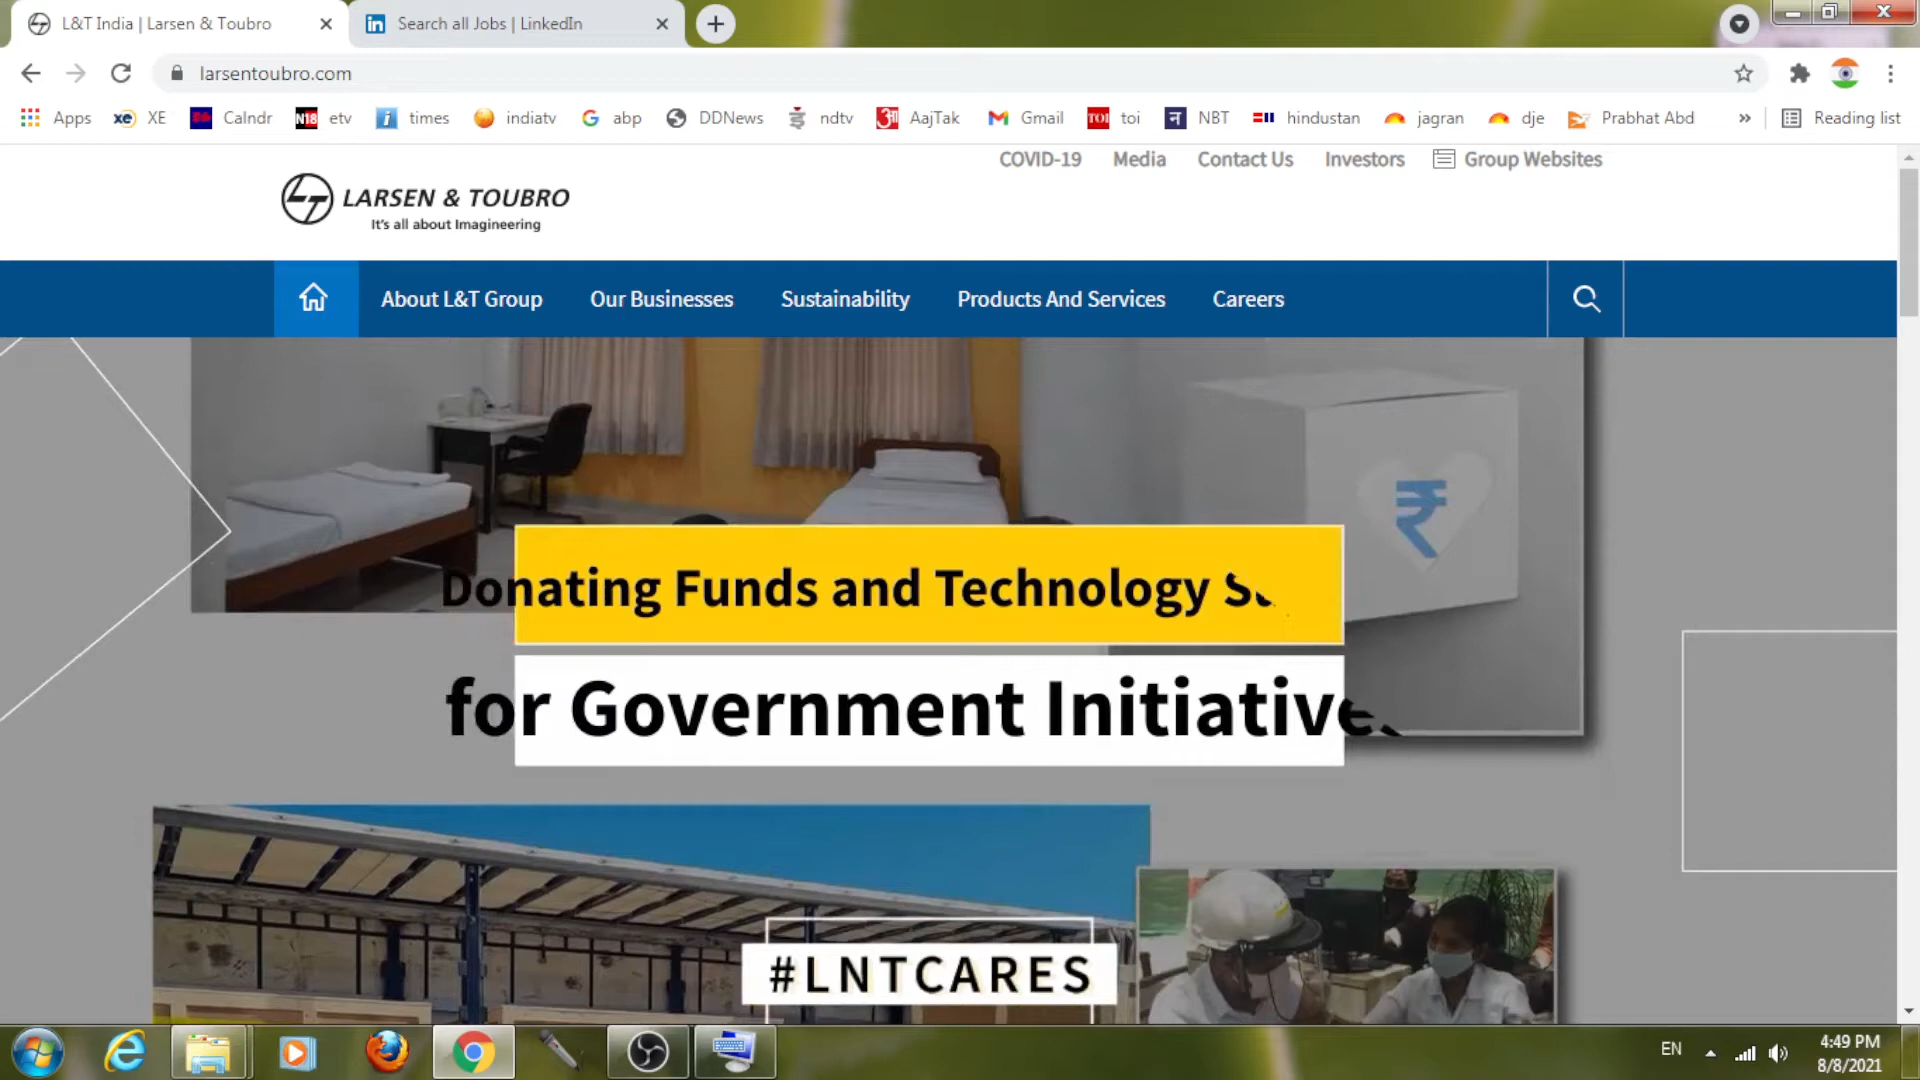 L&T India | Larsen & Toubro
Search all Jobs | LinkedIn
larsentoubro.com
Apps XE Calndr etv times indiatv abp DDNews ndtv AajTak Gmail toi NBT hindustan jagran dje Prabhat Abd » Reading list
COVID-19 Media Contact Us Investors Group Websites
LARSEN & TOUBRO
It's all about Imagineering
About L&T Group Our Businesses Sustainability Products And Services Careers
Donating Funds and Technology
for Government Initiatives
#LNTCARES
EN
4:49 PM
8/8/2021